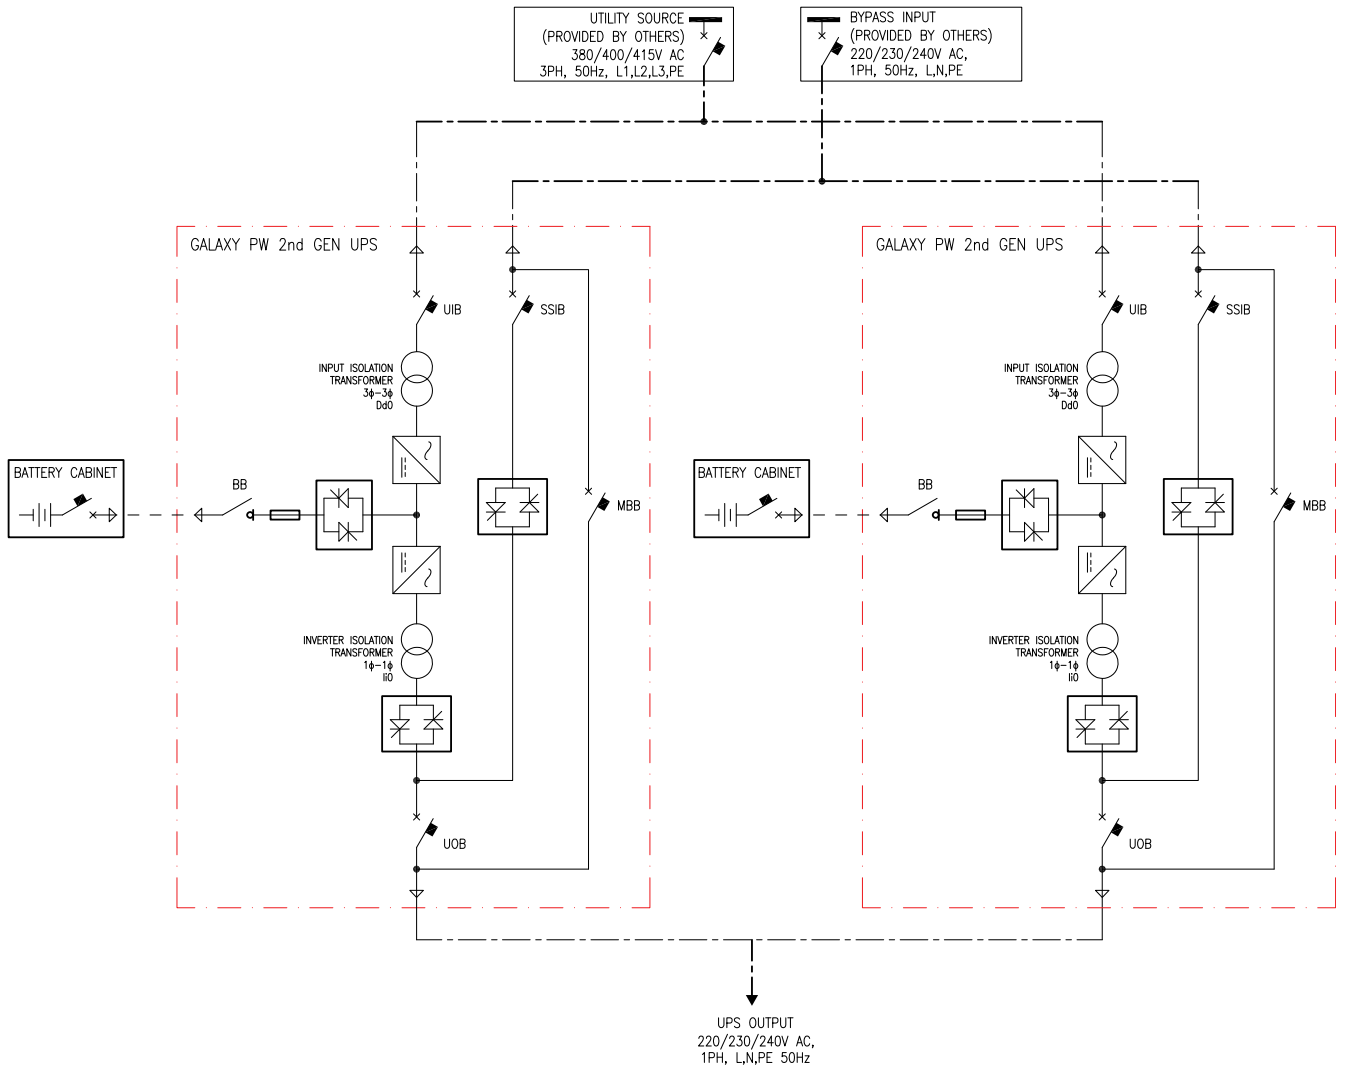 UTILITY SOURCE
(PROVIDED BY OTHERS)
380/400/415V AC
3PH, 50Hz, L1,L2,L3,PE
BYPASS INPUT
(PROVIDED BY OTHERS)
220/230/240V AC,
1PH, 50Hz, L,N,PE
GALAXY PW 2nd GEN UPS
UIB
SSIB
INPUT ISOLATION
TRANSFORMER
3ϕ-3ϕ
Dd0
BATTERY CABINET
BB
MBB
INVERTER ISOLATION
TRANSFORMER
1ϕ-1ϕ
Ii0
UOB
GALAXY PW 2nd GEN UPS
UIB
SSIB
INPUT ISOLATION
TRANSFORMER
3ϕ-3ϕ
Dd0
BATTERY CABINET
BB
MBB
INVERTER ISOLATION
TRANSFORMER
1ϕ-1ϕ
Ii0
UOB
UPS OUTPUT
220/230/240V AC,
1PH, L,N,PE 50Hz